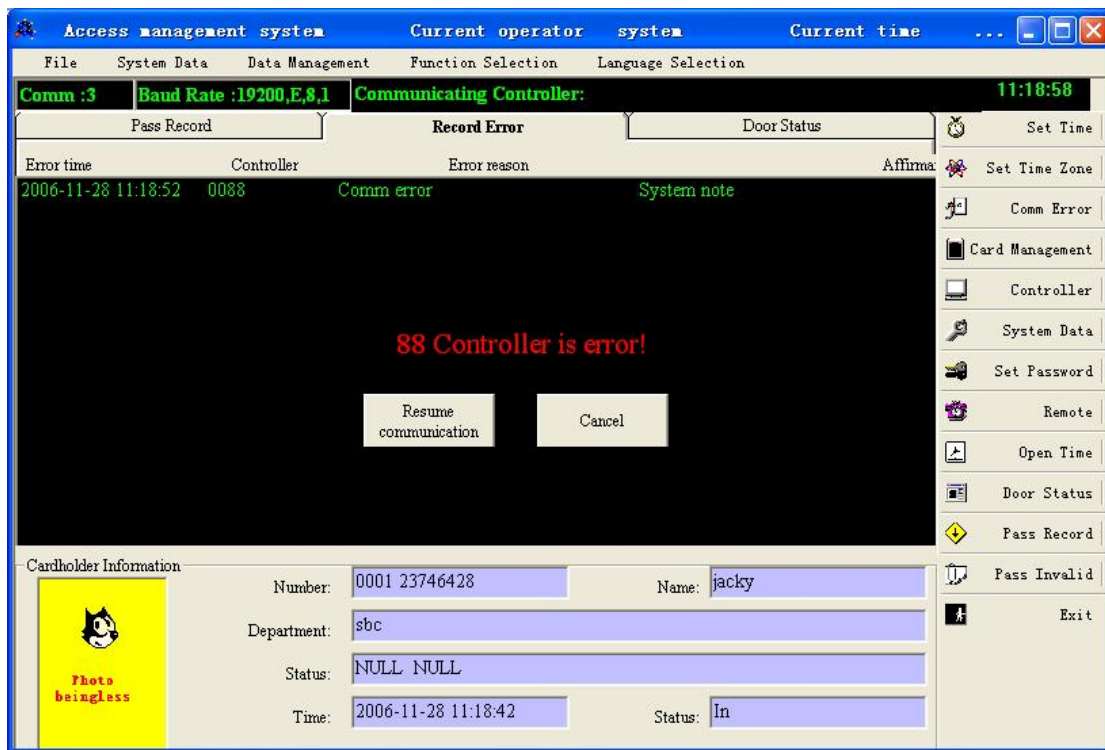 Access management system Current operator system Current time ...
File System Data Data Management Function Selection Language Selection
Comm :3 Baud Rate :19200,E,8,1 Communicating Controller: 11:18:58
Pass Record Record Error Door Status
Error time Controller Error reason Affirma
2006-11-28 11:18:52 0088 Comm error System note
88 Controller is error!
Resume
communication
Cancel
Set Time
Set Time Zone
Comm Error
Card Management
Controller
System Data
Set Password
Remote
Open Time
Door Status
Pass Record
Pass Invalid
Exit
Cardholder Information
Photo
beingless
Number: 0001 23746428 Name: jacky
Department: sbc
Status: NULL NULL
Time: 2006-11-28 11:18:42 Status: In